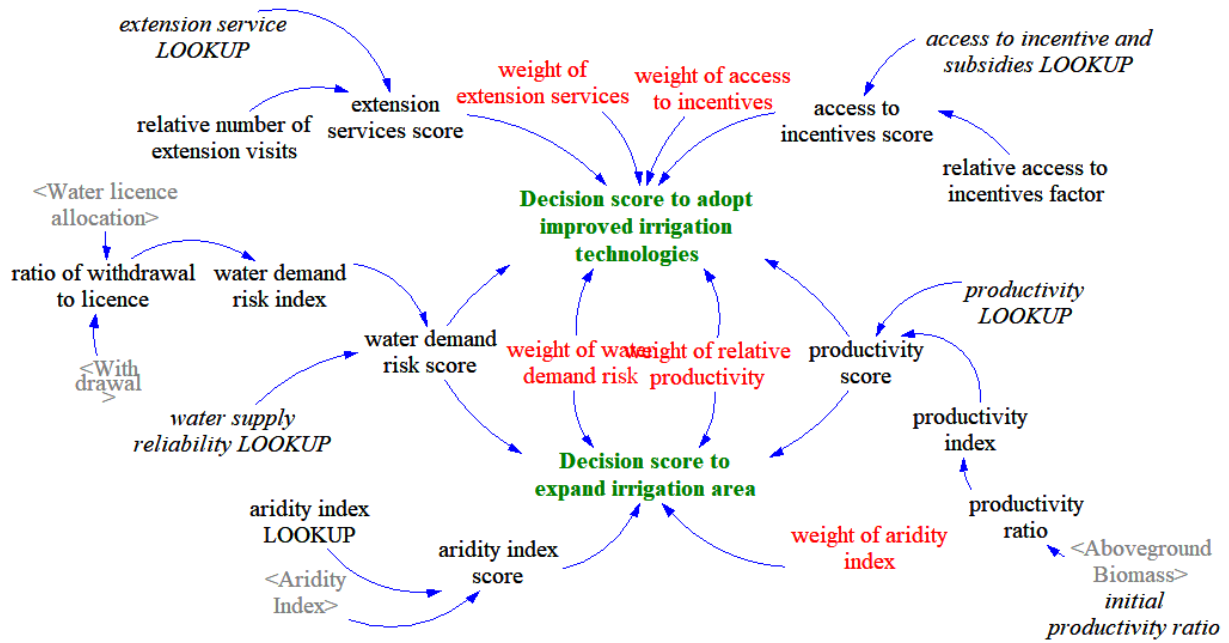 extension service
LOOKUP
weight of
extension services
weight of access
to incentives
access to incentive and
subsidies LOOKUP
extension
services score
access to
incentives score
relative number of
extension visits
relative access to
incentives factor
<Water licence
allocation>
Decision score to adopt
improved irrigation
technologies
ratio of withdrawal
to licence
water demand
risk index
productivity
LOOKUP
water demand
risk score
weight of water
demand risk
weight of relative
productivity
productivity
score
<With
drawal
>
water supply
reliability LOOKUP
productivity
index
Decision score to
expand irrigation area
aridity index
LOOKUP
aridity index
score
weight of aridity
index
productivity
ratio
<Aridity
Index>
<Aboveground
Biomass>
initial
productivity ratio